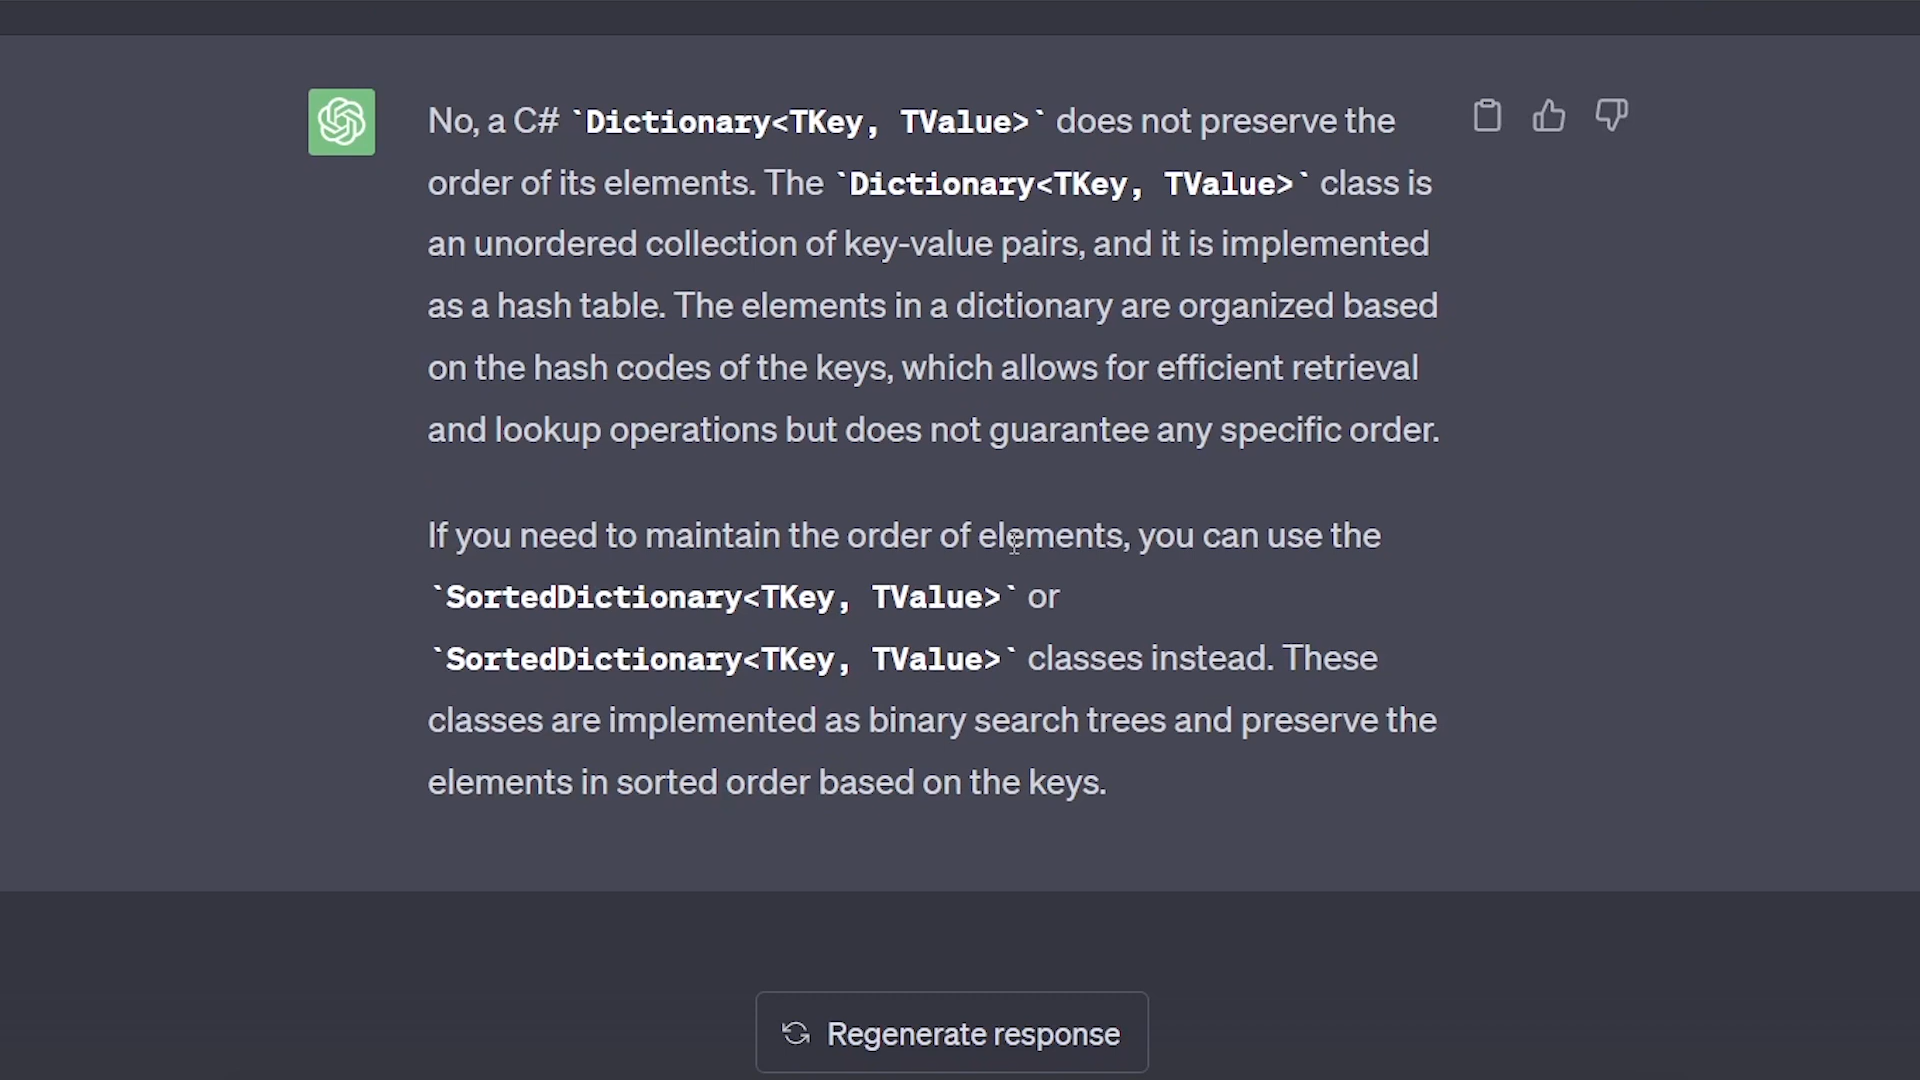 No, a C# `Dictionary<TKey, TValue>` does not preserve the
order of its elements. The `Dictionary<TKey, TValue>` class is
an unordered collection of key-value pairs, and it is implemented
as a hash table. The elements in a dictionary are organized based
on the hash codes of the keys, which allows for efficient retrieval
and lookup operations but does not guarantee any specific order.
If you need to maintain the order of elements, you can use the
`SortedDictionary<TKey, TValue>` or
`SortedDictionary<TKey, TValue>` classes instead. These
classes are implemented as binary search trees and preserve the
elements in sorted order based on the keys.
Regenerate response